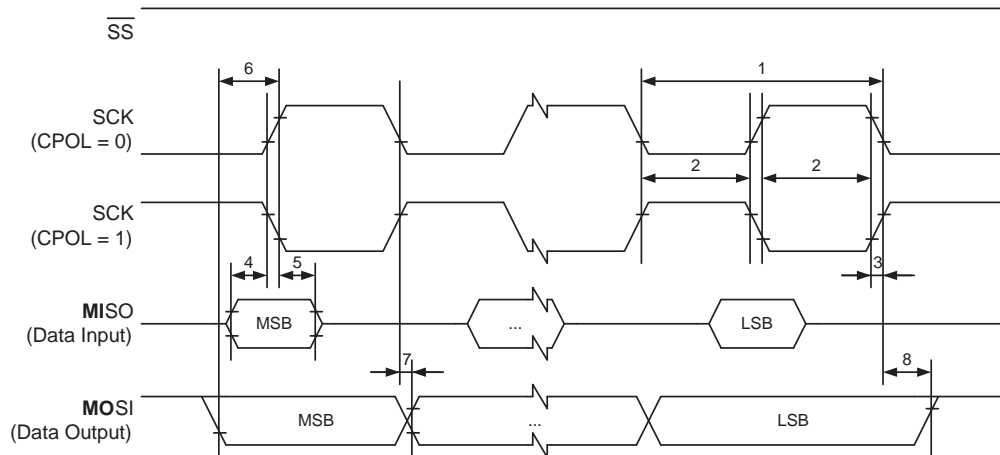 SS
6
1
SCK
(CPOL = 0)
2
2
SCK
(CPOL = 1)
4
5
3
MISO
(Data Input)
MSB
...
LSB
7
8
MOSI
(Data Output)
MSB
...
LSB